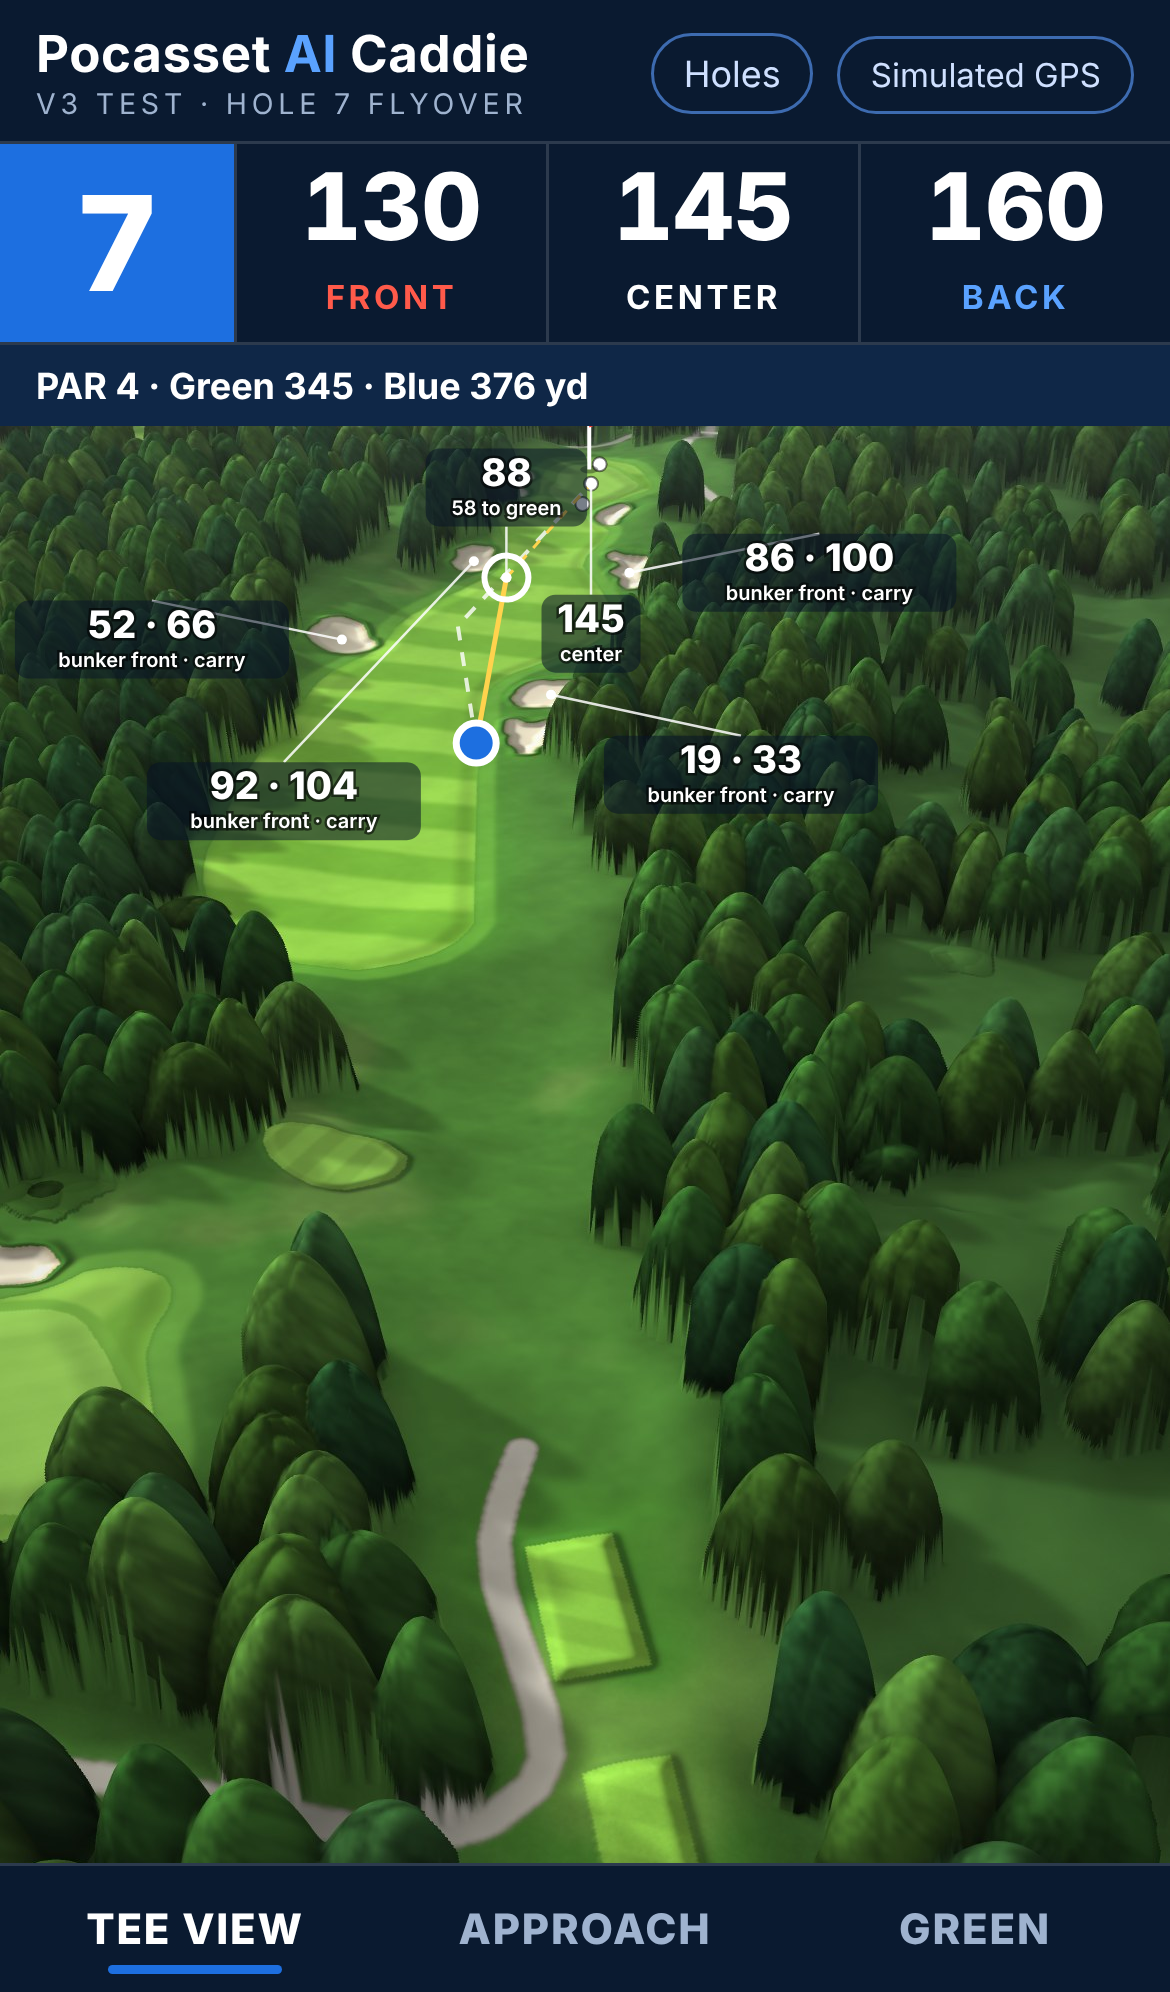 Pocasset AI Caddie
V3 TEST · HOLE 7 FLYOVER
Holes
Simulated GPS
7
130
FRONT
145
CENTER
160
BACK
PAR 4 · Green 345 · Blue 376 yd
88
58 to green
86 · 100
bunker front · carry
52 · 66
bunker front · carry
145
center
19 · 33
bunker front · carry
92 · 104
bunker front · carry
TEE VIEW
APPROACH
GREEN